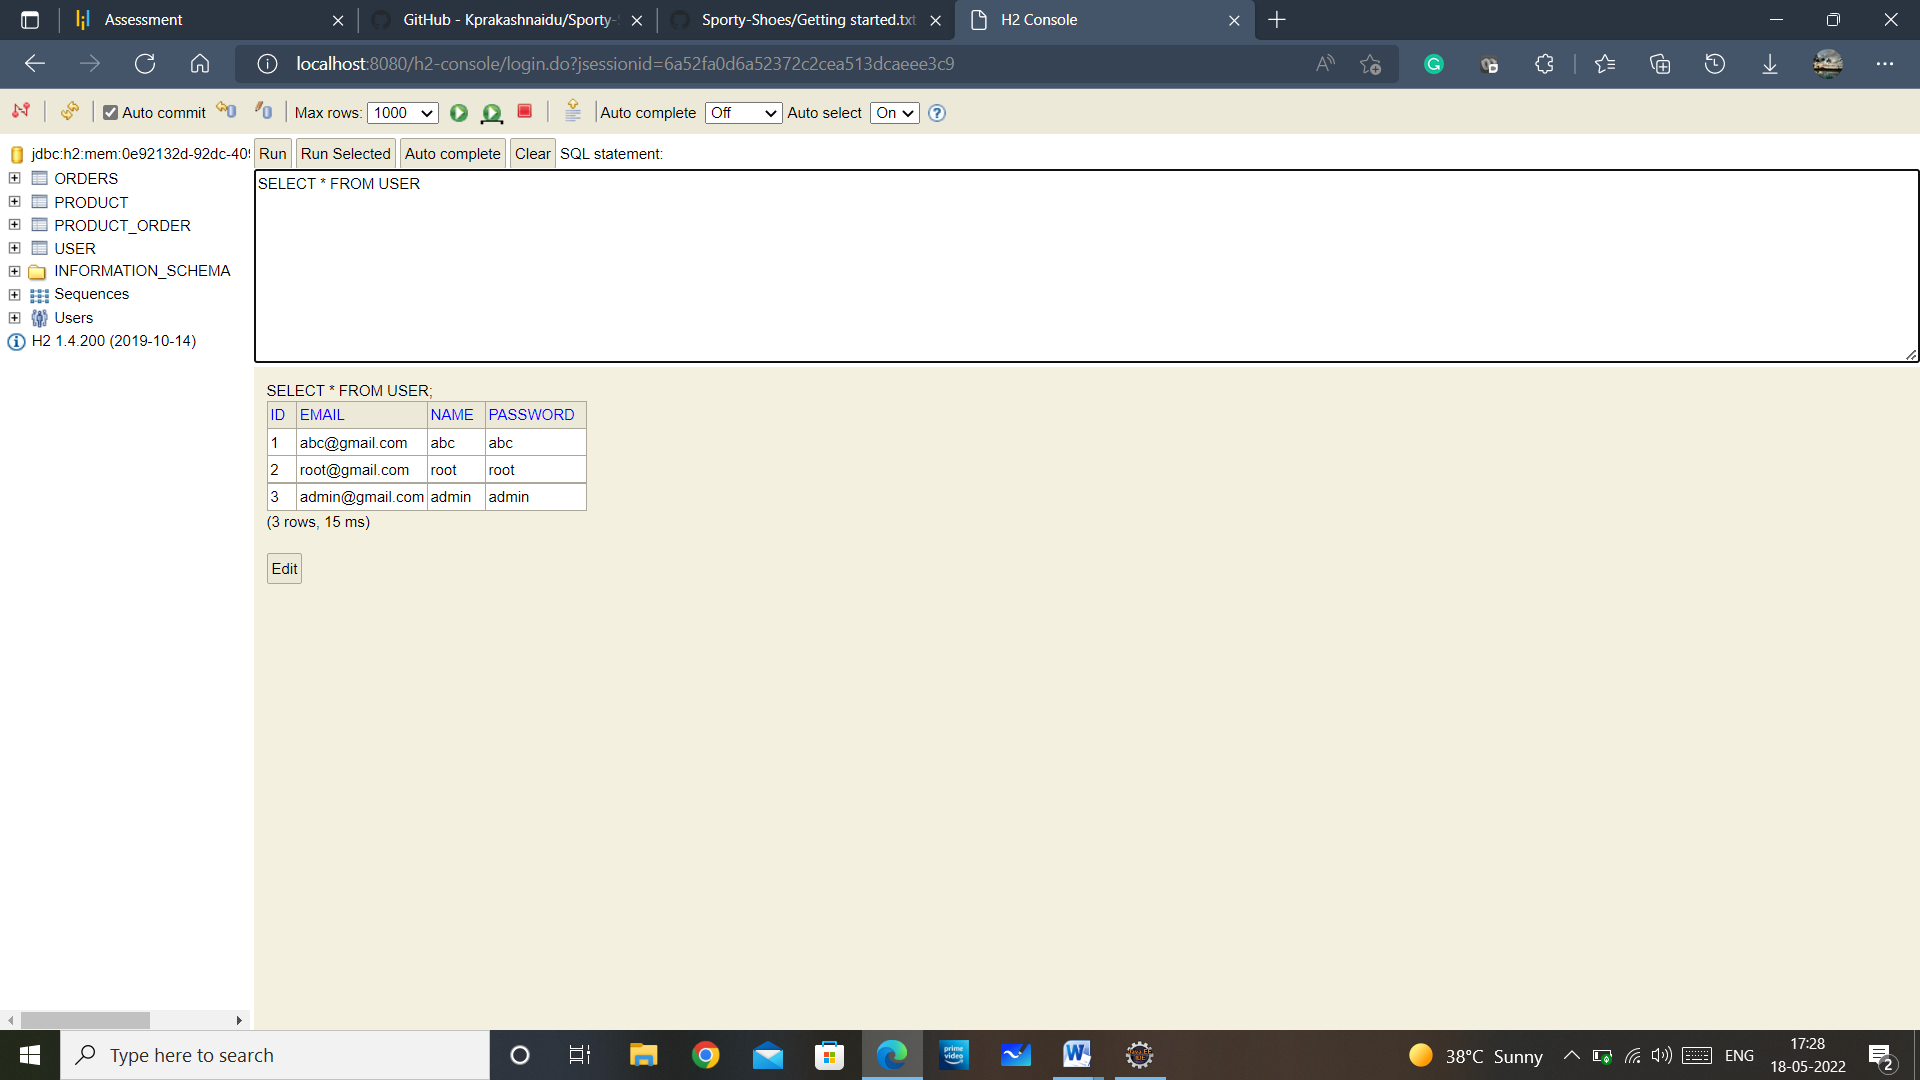 Assessment
GitHub - Kprakashnaidu/Sporty-
Sporty-Shoes/Getting started.txt
H2 Console
localhost:8080/h2-console/login.do?jsessionid=6a52fa0d6a52372c2cea513dcaeee3c9
Auto commit
Max rows: 1000
Auto complete Off
Auto select On
jdbc:h2:mem:0e92132d-92dc-409
Run
Run Selected
Auto complete
Clear
SQL statement:
ORDERS
PRODUCT
PRODUCT_ORDER
USER
INFORMATION_SCHEMA
Sequences
Users
H2 1.4.200 (2019-10-14)
SELECT * FROM USER
SELECT * FROM USER;
ID EMAIL NAME PASSWORD
1 abc@gmail.com abc abc
2 root@gmail.com root root
3 admin@gmail.com admin admin
(3 rows, 15 ms)
Edit
Type here to search
prime video
38°C Sunny
ENG
17:28
18-05-2022
2